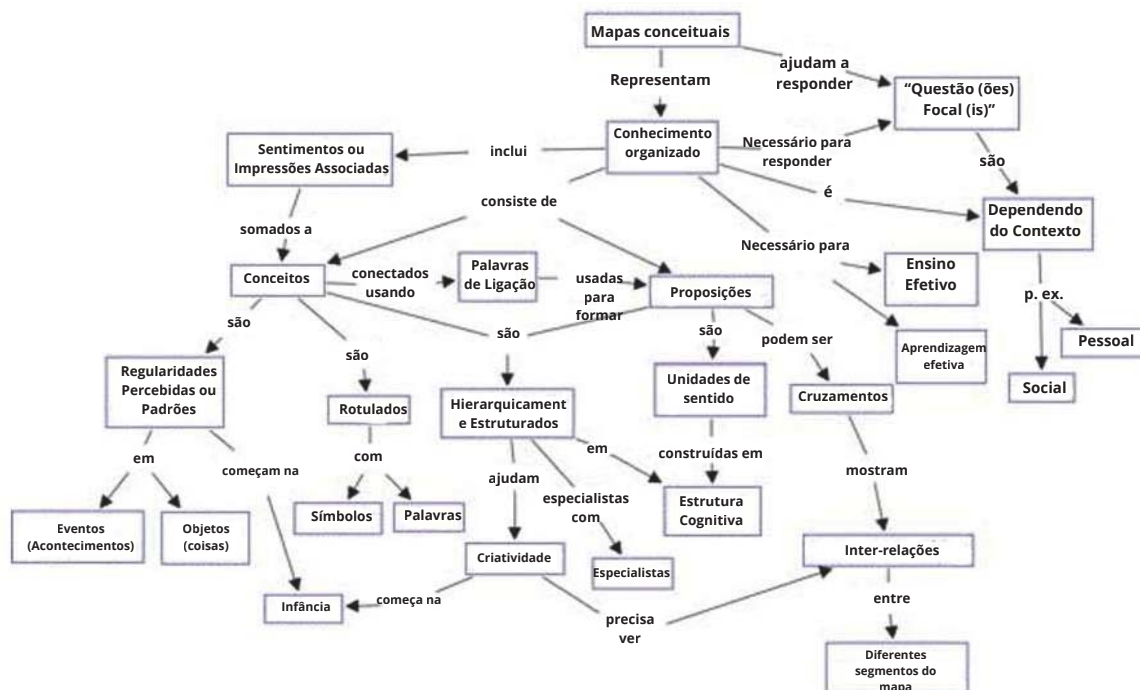 Mapas conceituais
ajudam a
responder
Representam
“Questão (ões)
Focal (is)”
Conhecimento
organizado
Necessário para
responder
Sentimentos ou
Impressões Associadas
inclui
são
é
consiste de
Dependendo
do Contexto
somados a
Necessário para
Conceitos
conectados
usando
Palavras
de Ligação
usadas
para
formar
Proposições
Ensino
Efetivo
p. ex.
são
são
são
podem ser
Pessoal
Aprendizagem
efetiva
são
Regularidades
Percebidas ou
Padrões
Rotulados
Hierarquicament
e Estruturados
Unidades de
sentido
Cruzamentos
Social
em
começam na
com
ajudam
em
construídas em
mostram
especialistas
com
Eventos
(Acontecimentos)
Objetos
(coisas)
Símbolos
Palavras
Estrutura
Cognitiva
Criatividade
Especialistas
Inter-relações
Infância
começa na
precisa
ver
entre
Diferentes
segmentos do
mapa